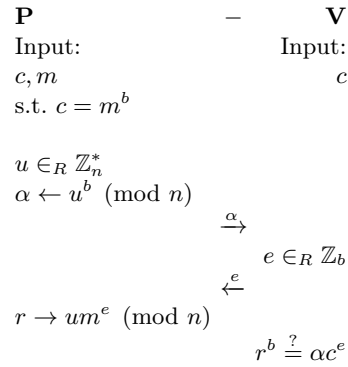 P – V
Input: Input:
c, m c
s.t. c = m^b
u ∈_R ℤ_n^*
α ← u^b (mod n)
α →
e ∈_R ℤ_b
e ←
r → um^e (mod n)
r^b ≟ αc^e